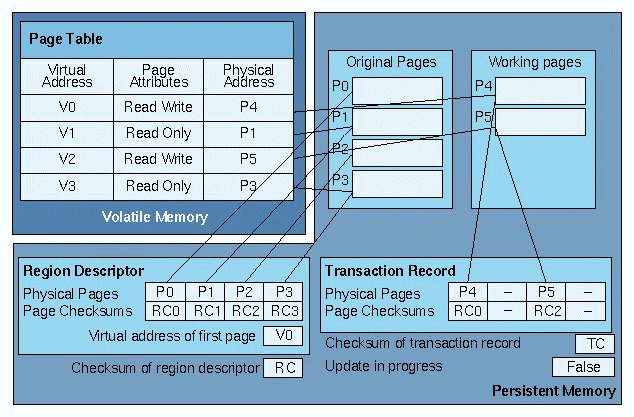 Page Table
Virtual Address Page Attributes Physical Address
V0 Read Write P4
V1 Read Only P1
V2 Read Write P5
V3 Read Only P3
Volatile Memory
Original Pages
P0
P1
P2
P3
Working pages
P4
P5
Region Descriptor
Physical Pages P0 P1 P2 P3
Page Checksums RC0 RC1 RC2 RC3
Virtual address of first page V0
Checksum of region descriptor RC
Transaction Record
Physical Pages P4 – P5 –
Page Checksums RC0 – RC2 –
Checksum of transaction record TC
Update in progress False
Persistent Memory